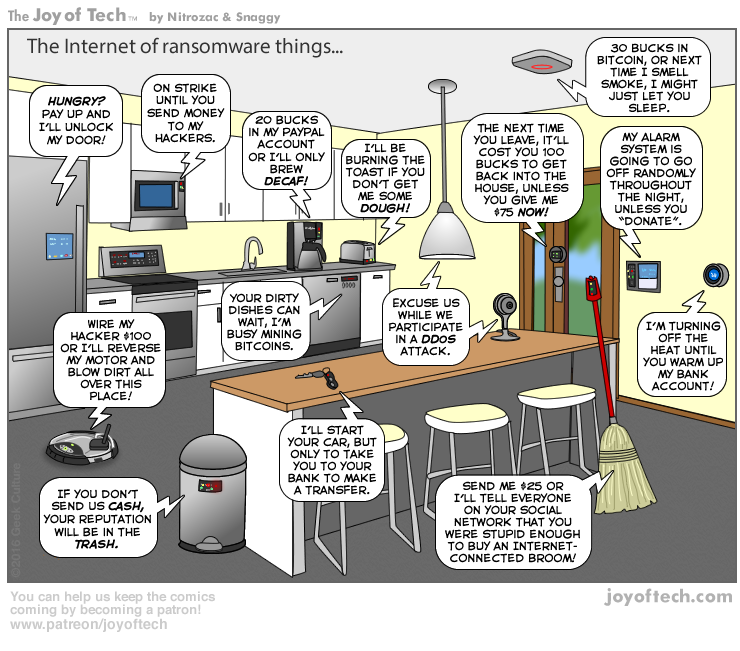 The Joy of Tech™ by Nitrozac & Snaggy
The Internet of ransomware things...
HUNGRY?
PAY UP AND
I'LL UNLOCK
MY DOOR!
ON STRIKE
UNTIL YOU
SEND MONEY
TO MY
HACKERS.
20 BUCKS
IN MY PAYPAL
ACCOUNT
OR I'LL ONLY
BREW
DECAF!
I'LL BE
BURNING THE
TOAST IF YOU
DON'T GET
ME SOME
DOUGH!
THE NEXT TIME
YOU LEAVE, IT'LL
COST YOU 100
BUCKS TO GET
BACK INTO THE
HOUSE, UNLESS
YOU GIVE ME
$75 NOW!
30 BUCKS IN
BITCOIN, OR NEXT
TIME I SMELL
SMOKE, I MIGHT
JUST LET YOU
SLEEP.
MY ALARM
SYSTEM IS
GOING TO GO
OFF RANDOMLY
THROUGHOUT
THE NIGHT,
UNLESS YOU
"DONATE".
WIRE MY
HACKER $100
OR I'LL REVERSE
MY MOTOR AND
BLOW DIRT ALL
OVER THIS
PLACE!
YOUR DIRTY
DISHES CAN
WAIT, I'M
BUSY MINING
BITCOINS.
EXCUSE US
WHILE WE
PARTICIPATE
IN A DDOS
ATTACK.
I'M TURNING
OFF THE
HEAT UNTIL
YOU WARM UP
MY BANK
ACCOUNT!
IF YOU DON'T
SEND US CASH,
YOUR REPUTATION
WILL BE IN THE
TRASH.
I'LL START
YOUR CAR, BUT
ONLY TO TAKE
YOU TO YOUR
BANK TO MAKE
A TRANSFER.
SEND ME $25 OR
I'LL TELL EVERYONE
ON YOUR SOCIAL
NETWORK THAT YOU
WERE STUPID ENOUGH
TO BUY AN INTERNET-
CONNECTED BROOM!
©2016 Geek Culture
You can help us keep the comics
coming by becoming a patron!
www.patreon/joyoftech
joyoftech.com